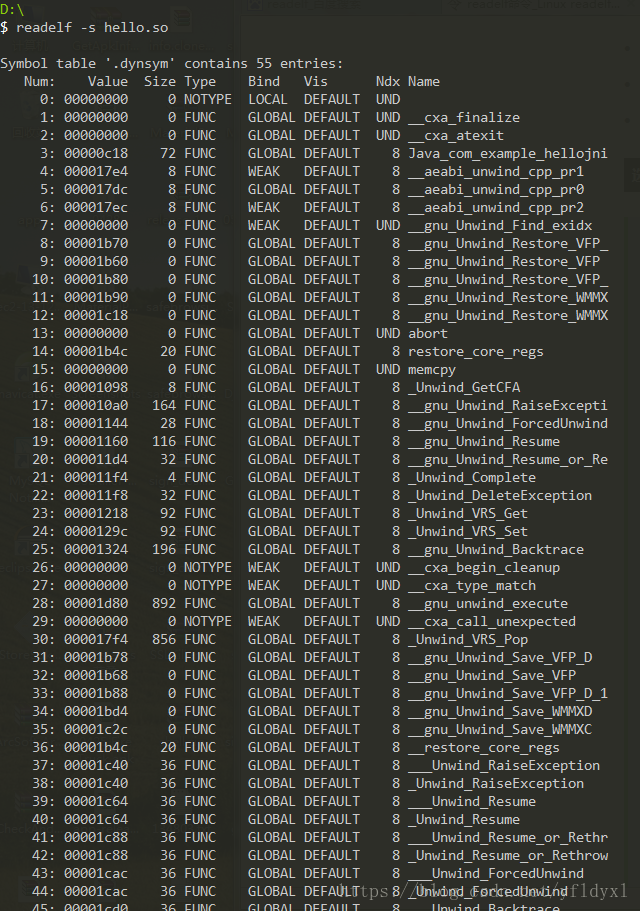 D:\
$ readelf -s hello.so
Symbol table '.dynsym' contains 55 entries:
Num: Value Size Type Bind Vis Ndx Name
0: 00000000 0 NOTYPE LOCAL DEFAULT UND
1: 00000000 0 FUNC GLOBAL DEFAULT UND __cxa_finalize
2: 00000000 0 FUNC GLOBAL DEFAULT UND __cxa_atexit
3: 00000c18 72 FUNC GLOBAL DEFAULT 8 Java_com_example_hellojni
4: 000017e4 8 FUNC WEAK DEFAULT 8 __aeabi_unwind_cpp_pr1
5: 000017dc 8 FUNC GLOBAL DEFAULT 8 __aeabi_unwind_cpp_pr0
6: 000017ec 8 FUNC WEAK DEFAULT 8 __aeabi_unwind_cpp_pr2
7: 00000000 0 FUNC WEAK DEFAULT UND __gnu_Unwind_Find_exidx
8: 00001b70 0 FUNC GLOBAL DEFAULT 8 __gnu_Unwind_Restore_VFP_
9: 00001b60 0 FUNC GLOBAL DEFAULT 8 __gnu_Unwind_Restore_VFP
10: 00001b80 0 FUNC GLOBAL DEFAULT 8 __gnu_Unwind_Restore_VFP_
11: 00001b90 0 FUNC GLOBAL DEFAULT 8 __gnu_Unwind_Restore_WMMX
12: 00001c18 0 FUNC GLOBAL DEFAULT 8 __gnu_Unwind_Restore_WMMX
13: 00000000 0 FUNC GLOBAL DEFAULT UND abort
14: 00001b4c 20 FUNC GLOBAL DEFAULT 8 restore_core_regs
15: 00000000 0 FUNC GLOBAL DEFAULT UND memcpy
16: 00001098 8 FUNC GLOBAL DEFAULT 8 _Unwind_GetCFA
17: 000010a0 164 FUNC GLOBAL DEFAULT 8 __gnu_Unwind_RaiseExcepti
18: 00001144 28 FUNC GLOBAL DEFAULT 8 __gnu_Unwind_ForcedUnwind
19: 00001160 116 FUNC GLOBAL DEFAULT 8 __gnu_Unwind_Resume
20: 000011d4 32 FUNC GLOBAL DEFAULT 8 __gnu_Unwind_Resume_or_Re
21: 000011f4 4 FUNC GLOBAL DEFAULT 8 _Unwind_Complete
22: 000011f8 32 FUNC GLOBAL DEFAULT 8 _Unwind_DeleteException
23: 00001218 92 FUNC GLOBAL DEFAULT 8 _Unwind_VRS_Get
24: 0000129c 92 FUNC GLOBAL DEFAULT 8 _Unwind_VRS_Set
25: 00001324 196 FUNC GLOBAL DEFAULT 8 __gnu_Unwind_Backtrace
26: 00000000 0 NOTYPE WEAK DEFAULT UND __cxa_begin_cleanup
27: 00000000 0 NOTYPE WEAK DEFAULT UND __cxa_type_match
28: 00001d80 892 FUNC GLOBAL DEFAULT 8 __gnu_unwind_execute
29: 00000000 0 NOTYPE WEAK DEFAULT UND __cxa_call_unexpected
30: 000017f4 856 FUNC GLOBAL DEFAULT 8 _Unwind_VRS_Pop
31: 00001b78 0 FUNC GLOBAL DEFAULT 8 __gnu_Unwind_Save_VFP_D
32: 00001b68 0 FUNC GLOBAL DEFAULT 8 __gnu_Unwind_Save_VFP
33: 00001b88 0 FUNC GLOBAL DEFAULT 8 __gnu_Unwind_Save_VFP_D_1
34: 00001bd4 0 FUNC GLOBAL DEFAULT 8 __gnu_Unwind_Save_WMMXD
35: 00001c2c 0 FUNC GLOBAL DEFAULT 8 __gnu_Unwind_Save_WMMXC
36: 00001b4c 20 FUNC GLOBAL DEFAULT 8 __restore_core_regs
37: 00001c40 36 FUNC GLOBAL DEFAULT 8 ___Unwind_RaiseException
38: 00001c40 36 FUNC GLOBAL DEFAULT 8 _Unwind_RaiseException
39: 00001c64 36 FUNC GLOBAL DEFAULT 8 ___Unwind_Resume
40: 00001c64 36 FUNC GLOBAL DEFAULT 8 _Unwind_Resume
41: 00001c88 36 FUNC GLOBAL DEFAULT 8 ___Unwind_Resume_or_Rethr
42: 00001c88 36 FUNC GLOBAL DEFAULT 8 _Unwind_Resume_or_Rethrow
43: 00001cac 36 FUNC GLOBAL DEFAULT 8 ___Unwind_ForcedUnwind
44: 00001cac 36 FUNC GLOBAL DEFAULT 8 _Unwind_ForcedUnwind
45: 00001cd0 36 FUNC GLOBAL DEFAULT 8 ___Unwind_Backtrace